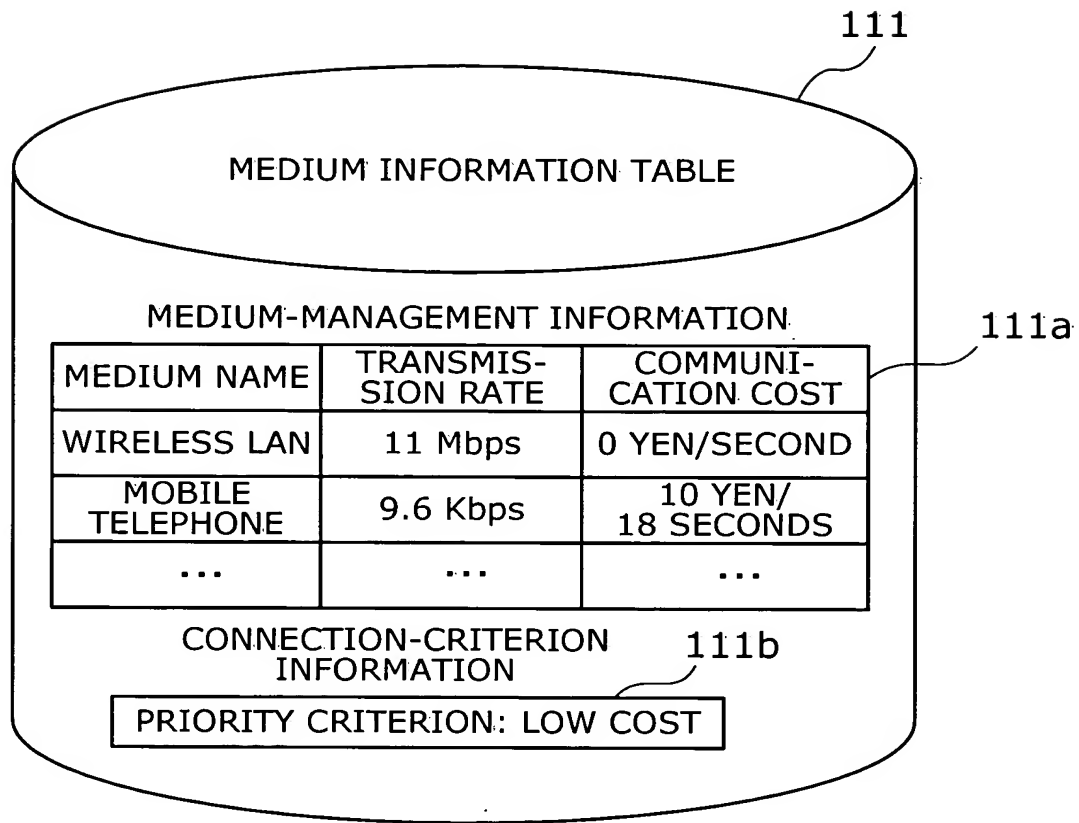 111
MEDIUM INFORMATION TABLE
MEDIUM-MANAGEMENT INFORMATION
111a
MEDIUM NAME
TRANSMIS-
SION RATE
COMMUNI-
CATION COST
WIRELESS LAN
11 Mbps
0 YEN/SECOND
MOBILE
TELEPHONE
9.6 Kbps
10 YEN/
18 SECONDS
...
...
...
CONNECTION-CRITERION
INFORMATION
111b
PRIORITY CRITERION: LOW COST